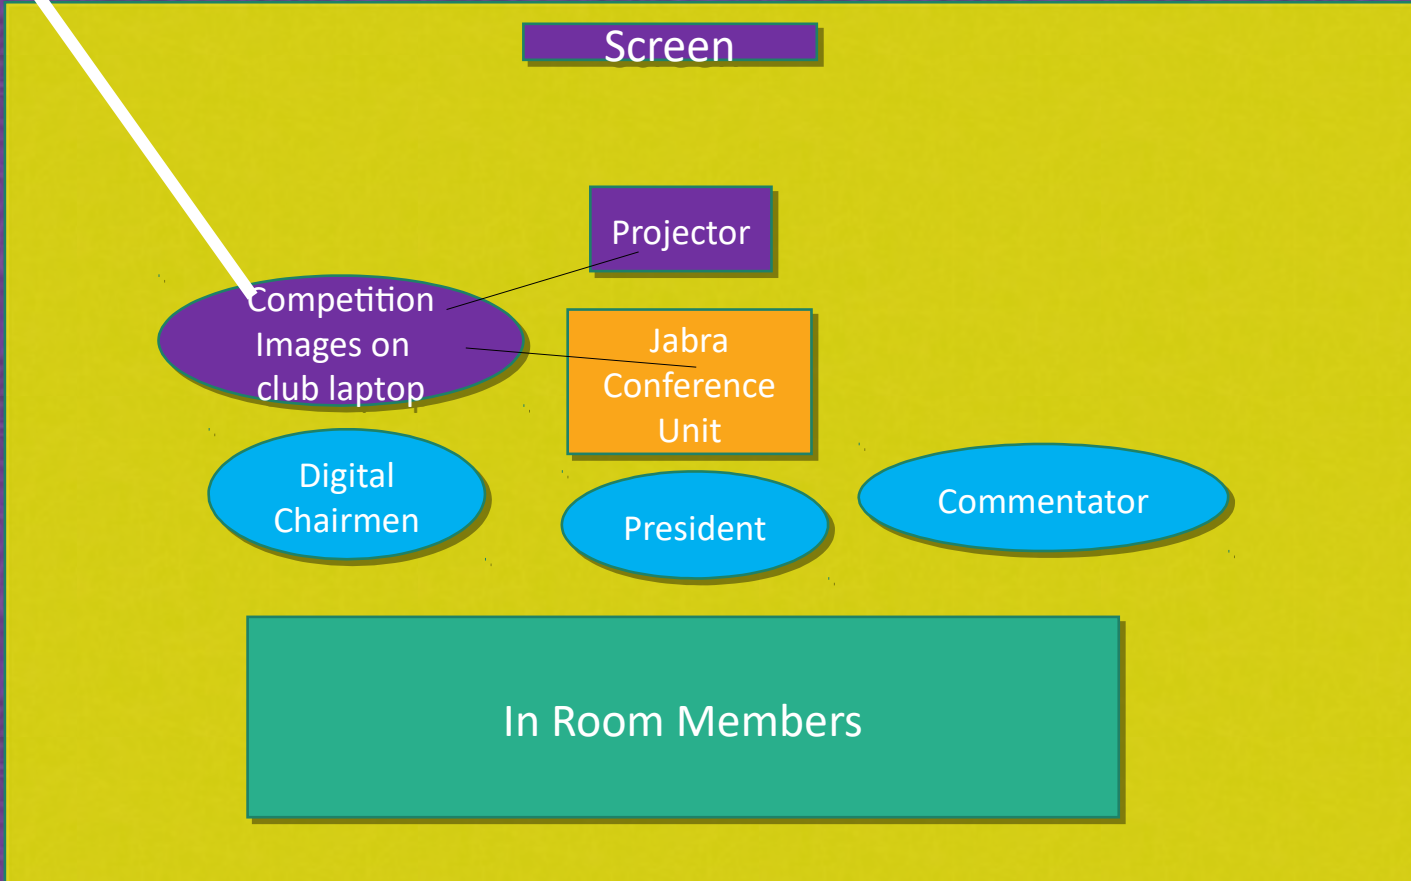 Screen
Projector
Competition
Images on
club laptop
Jabra
Conference
Unit
Digital
Chairmen
President
Commentator
In Room Members